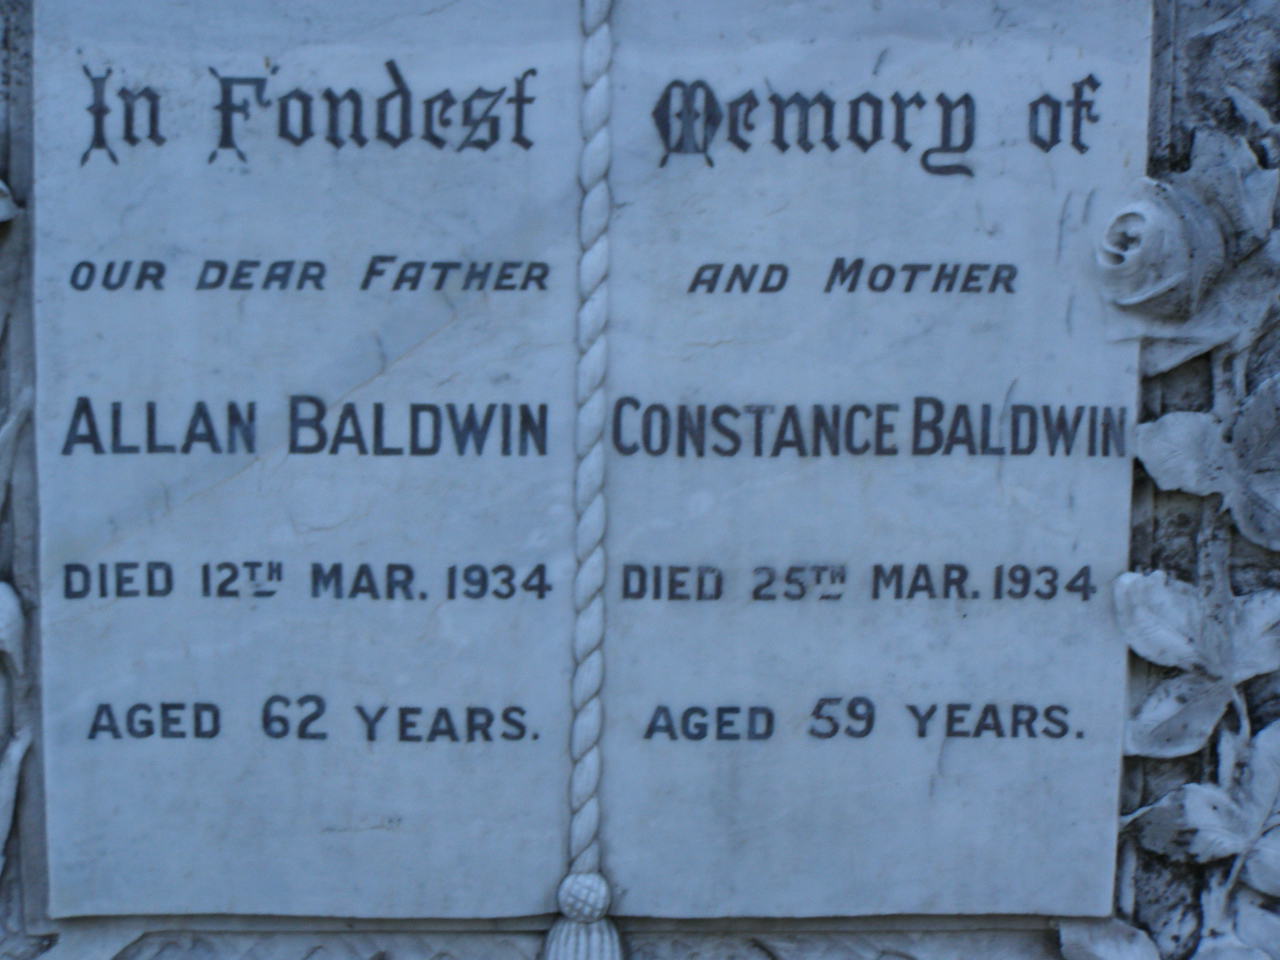 In Fondest Memory of
OUR DEAR FATHER AND MOTHER
ALLAN BALDWIN CONSTANCE BALDWIN
DIED 12TH MAR. 1934 DIED 25TH MAR. 1934
AGED 62 YEARS. AGED 59 YEARS.